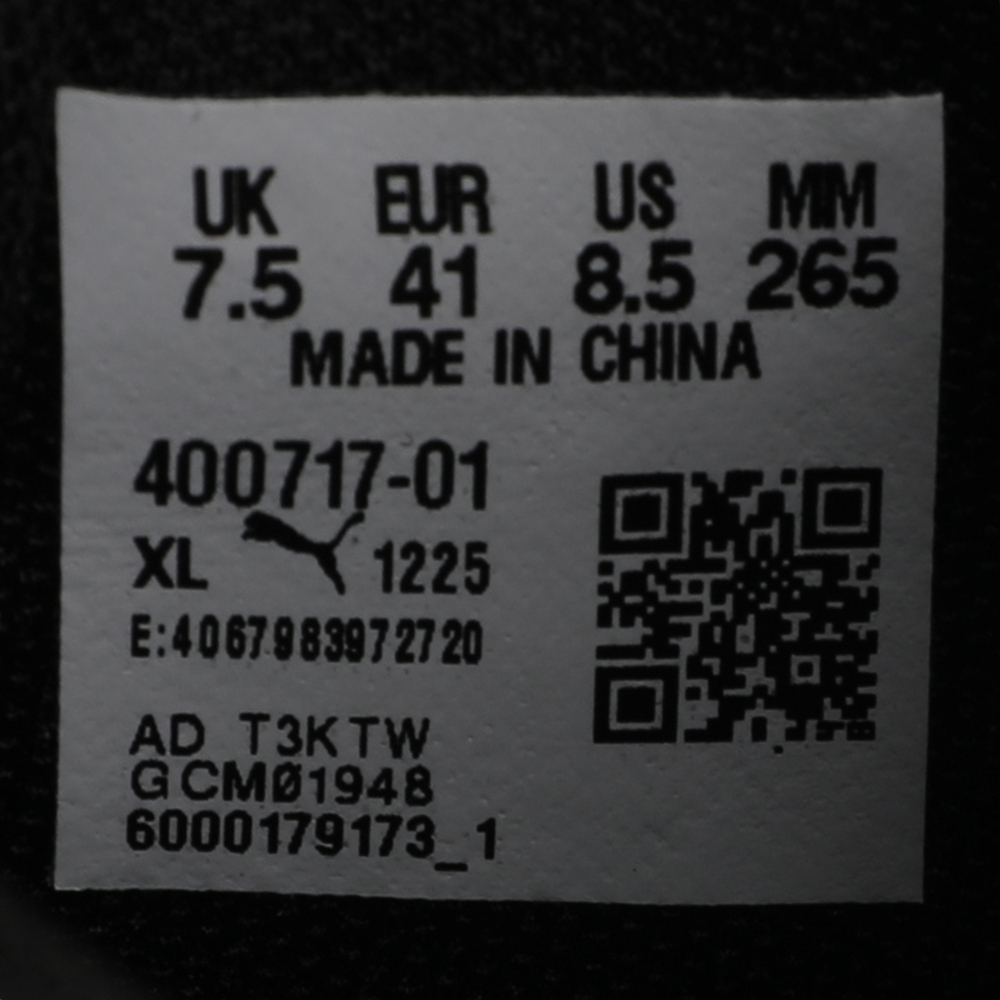 UK EUR US MM
7.5 41 8.5 265
MADE IN CHINA
400717-01
XL 1225
E:4067983972720
AD T3KTW
GCMØ1948
6000179173_1